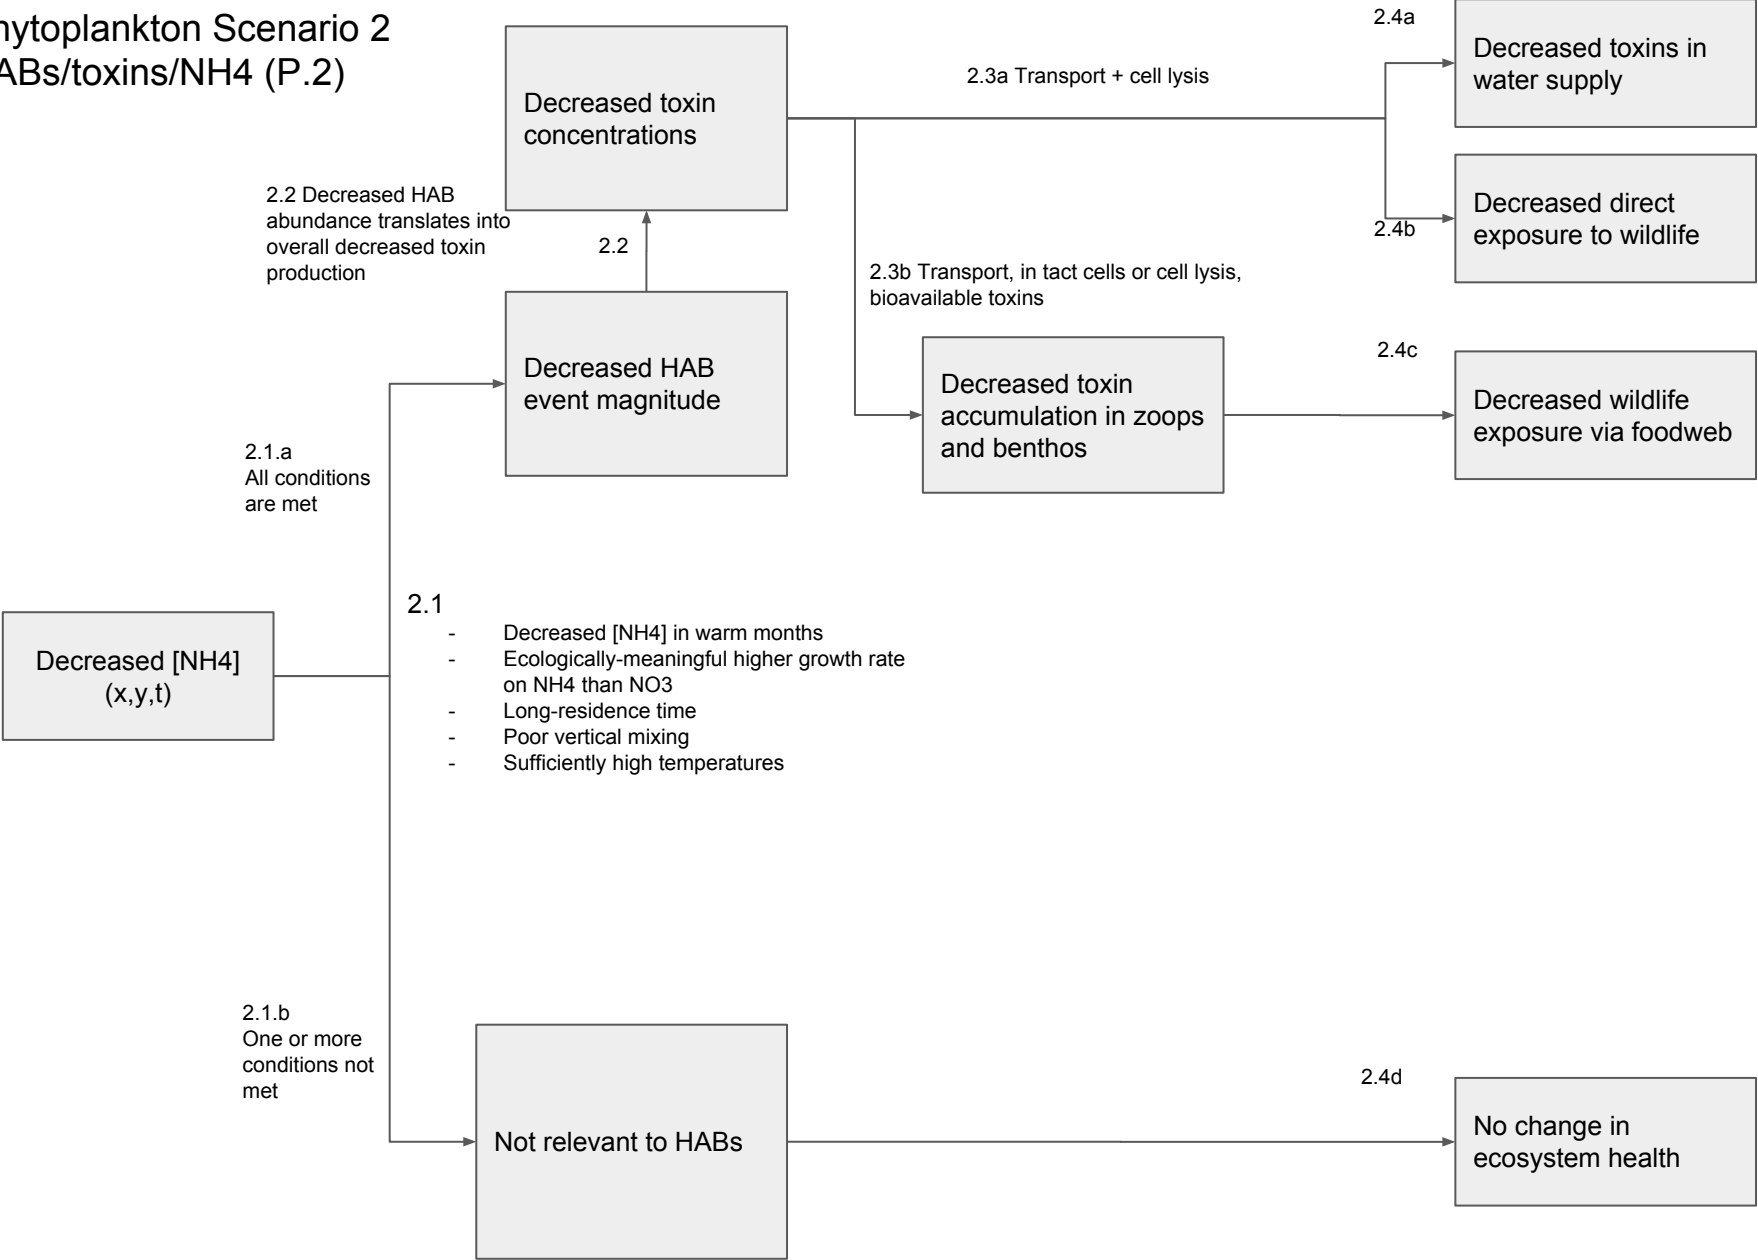 hytoplankton Scenario 2
ABs/toxins/NH4 (P.2)
Decreased toxin
concentrations
2.3a Transport + cell lysis
2.4a
Decreased toxins in
water supply
2.4b
Decreased direct
exposure to wildlife
2.2 Decreased HAB
abundance translates into
overall decreased toxin
production
2.2
2.3b Transport, in tact cells or cell lysis,
bioavailable toxins
Decreased HAB
event magnitude
Decreased toxin
accumulation in zoops
and benthos
2.4c
Decreased wildlife
exposure via foodweb
2.1.a
All conditions
are met
Decreased [NH4]
(x,y,t)
2.1
- Decreased [NH4] in warm months
- Ecologically-meaningful higher growth rate
on NH4 than NO3
- Long-residence time
- Poor vertical mixing
- Sufficiently high temperatures
2.1.b
One or more
conditions not
met
Not relevant to HABs
2.4d
No change in
ecosystem health